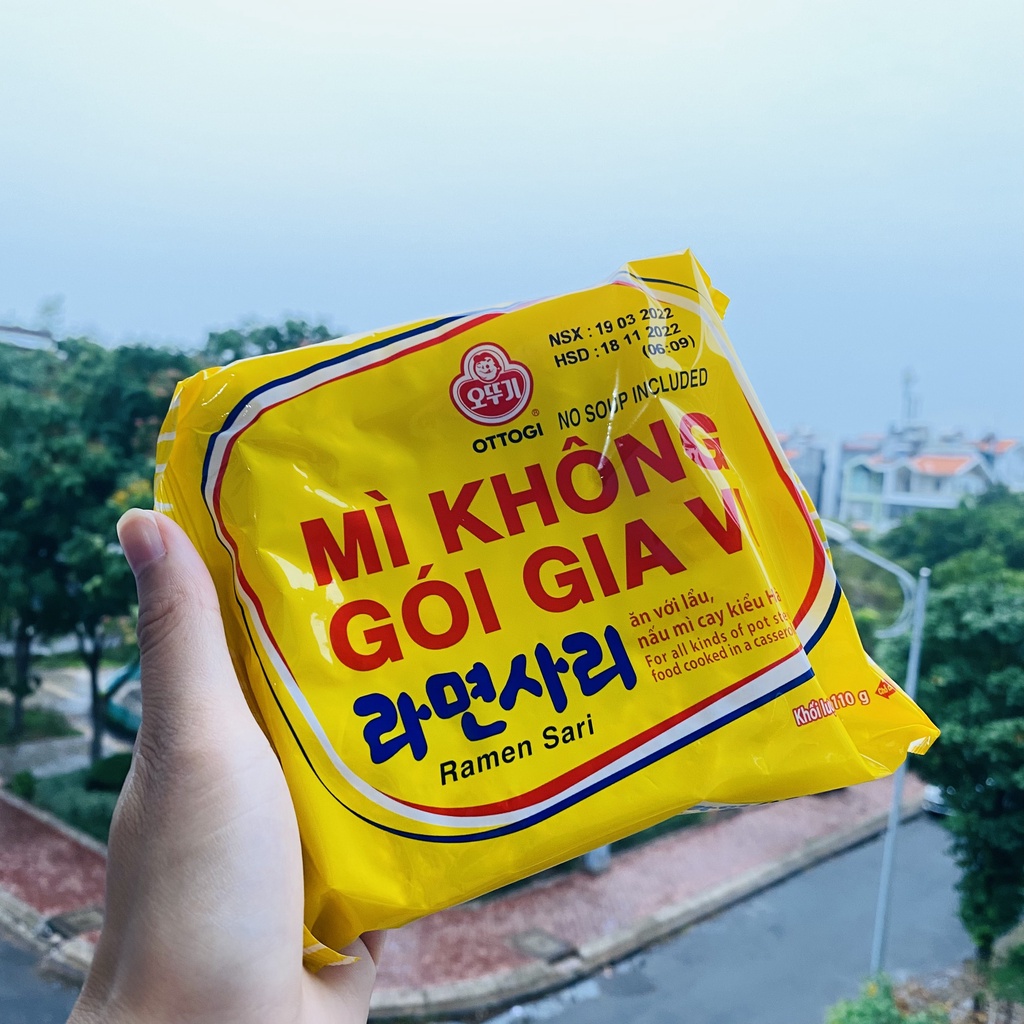 NSX : 19 03 2022
HSD : 18 11 2022
(06:09)
오뚜기
®
OTTOGI
NO SOUP INCLUDED
MÌ KHÔNG
GÓI GIA VỊ
ăn với lẩu,
nấu mì cay kiểu
For all kinds of pot
food cooked in a
라면사리
Ramen Sari
Khối 110 g